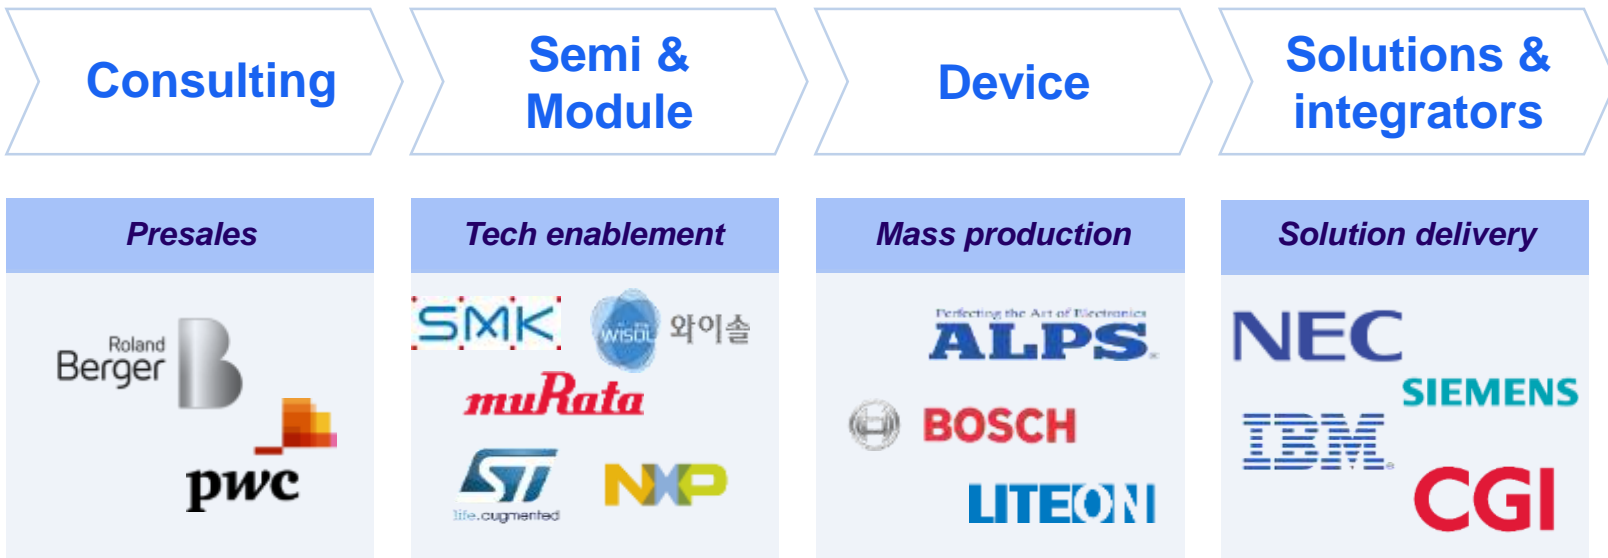 Consulting
Semi &
Module
Device
Solutions &
integrators
Presales
Tech enablement
Mass production
Solution delivery
Roland
Berger
B
pwc
SMK
WiSOL 와이솔
muRata
ST
life.augmented
NXP
Perfecting the Art of Electronics
ALPS
BOSCH
LITEON
NEC
SIEMENS
IBM
CGI